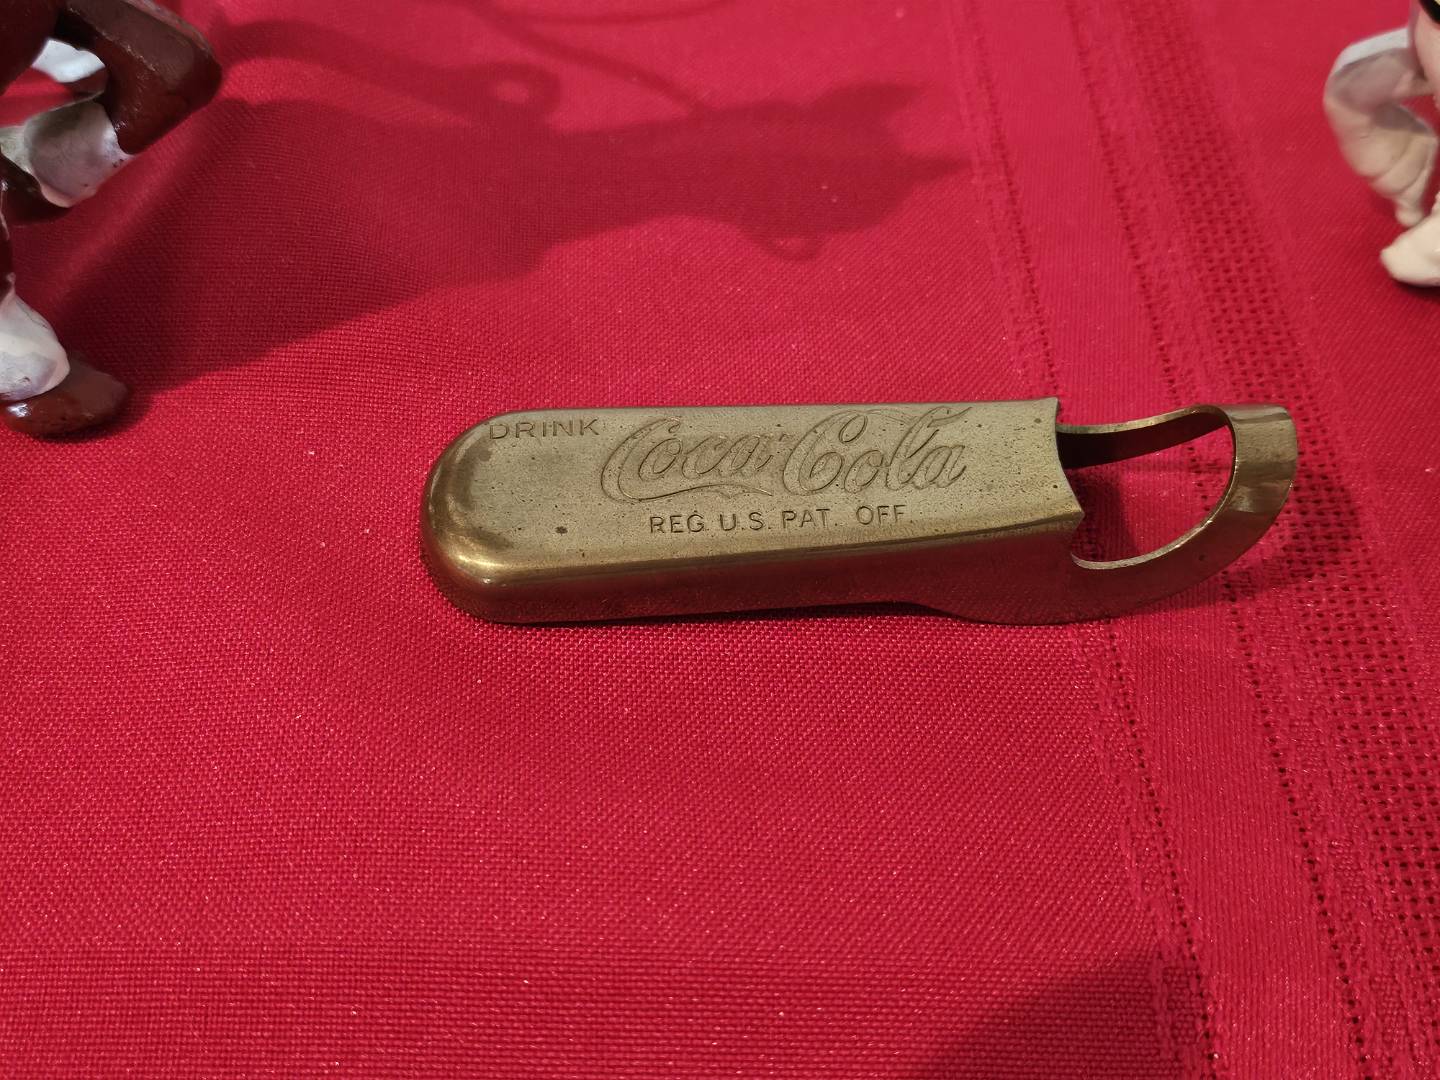 DRINK Coca-Cola
REG. U.S. PAT. OFF.